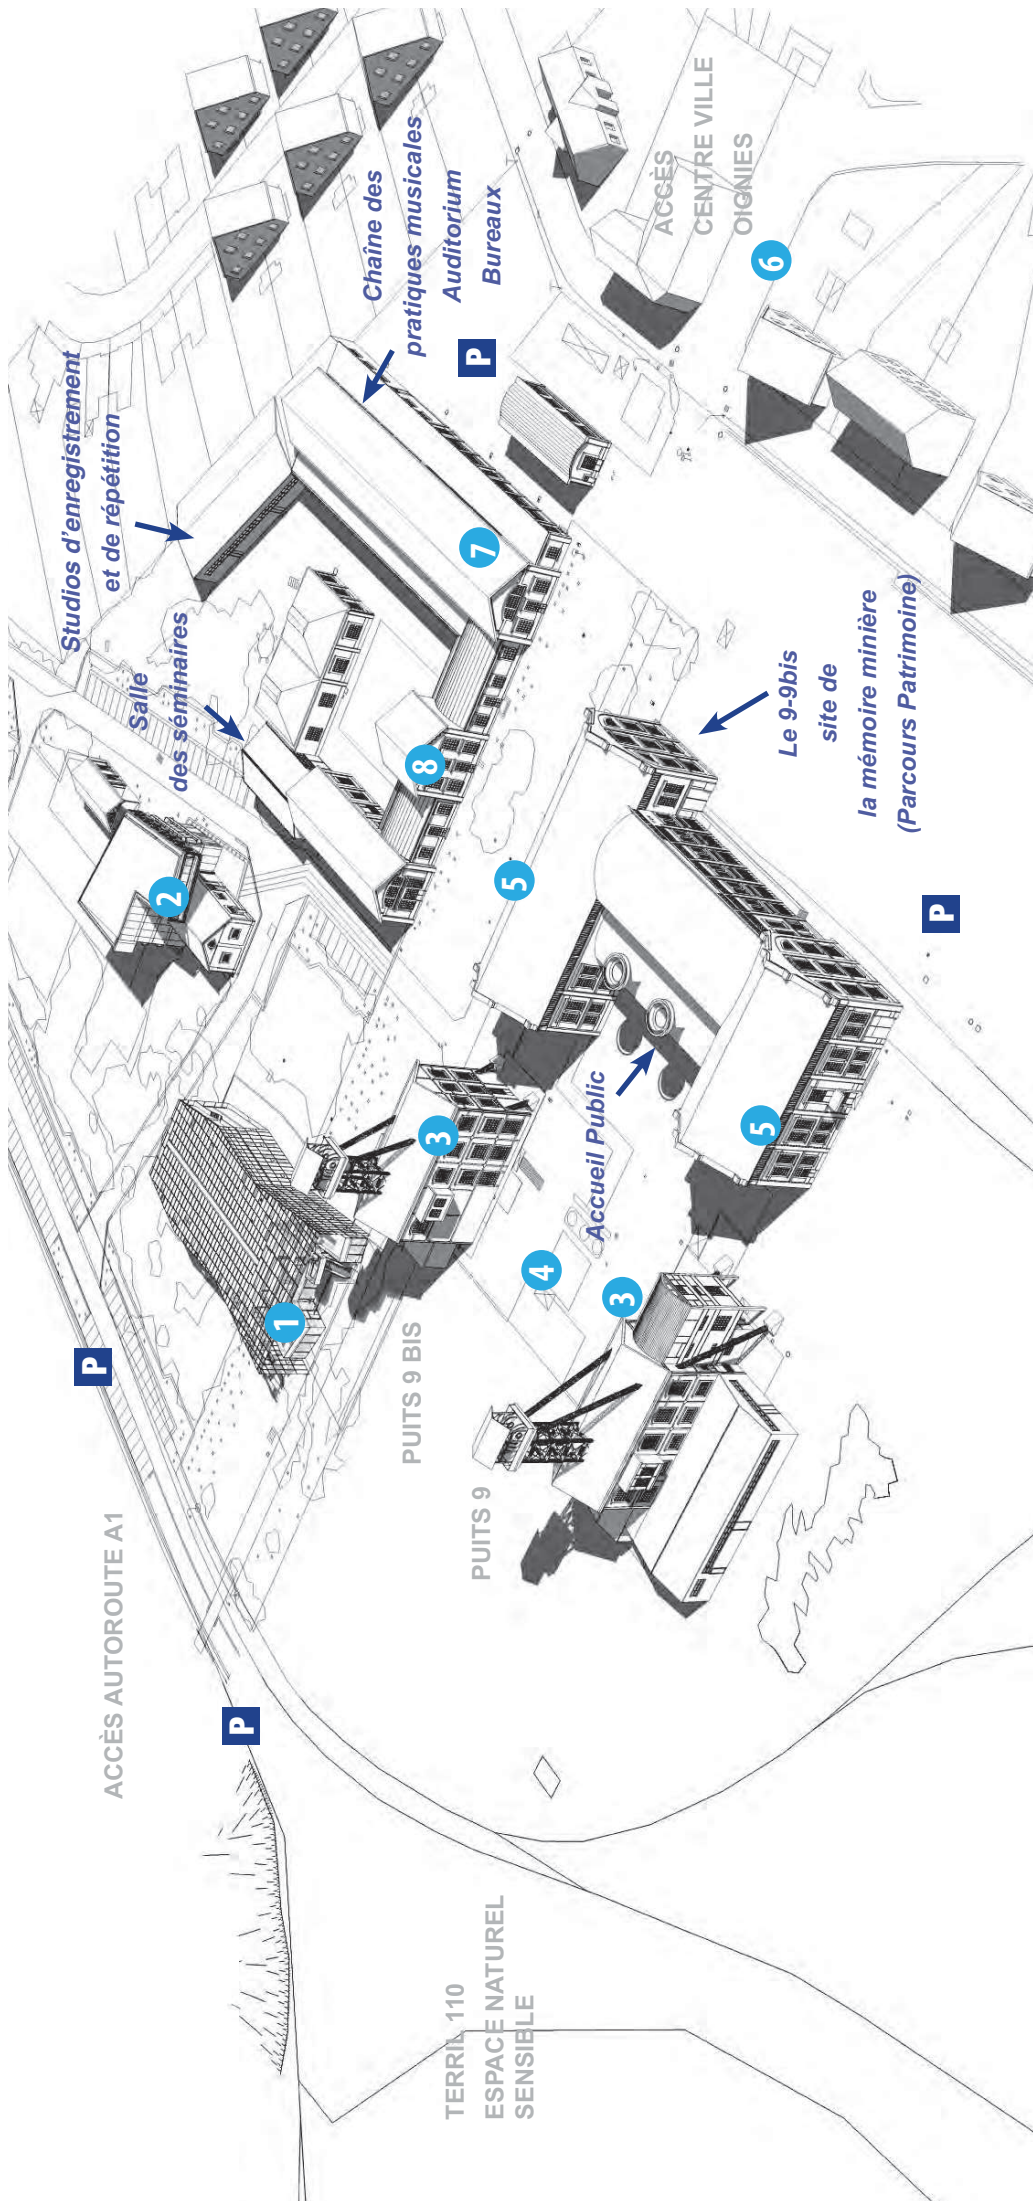 ACCÈS AUTOROUTE A1
P
P
TERRIL 110
ESPACE NATUREL
SENSIBLE
PUITS 9 BIS
PUITS 9
1
2
3
3
4
5
5
6
7
8
Studios d'enregistrement
et de répétition
Salle
des séminaires
Chaîne des
pratiques musicales
Auditorium
Bureaux
P
ACCÈS
CENTRE VILLE
OIGNIES
Accueil Public
Le 9-9bis
site de
la mémoire minière
(Parcours Patrimoine)
P